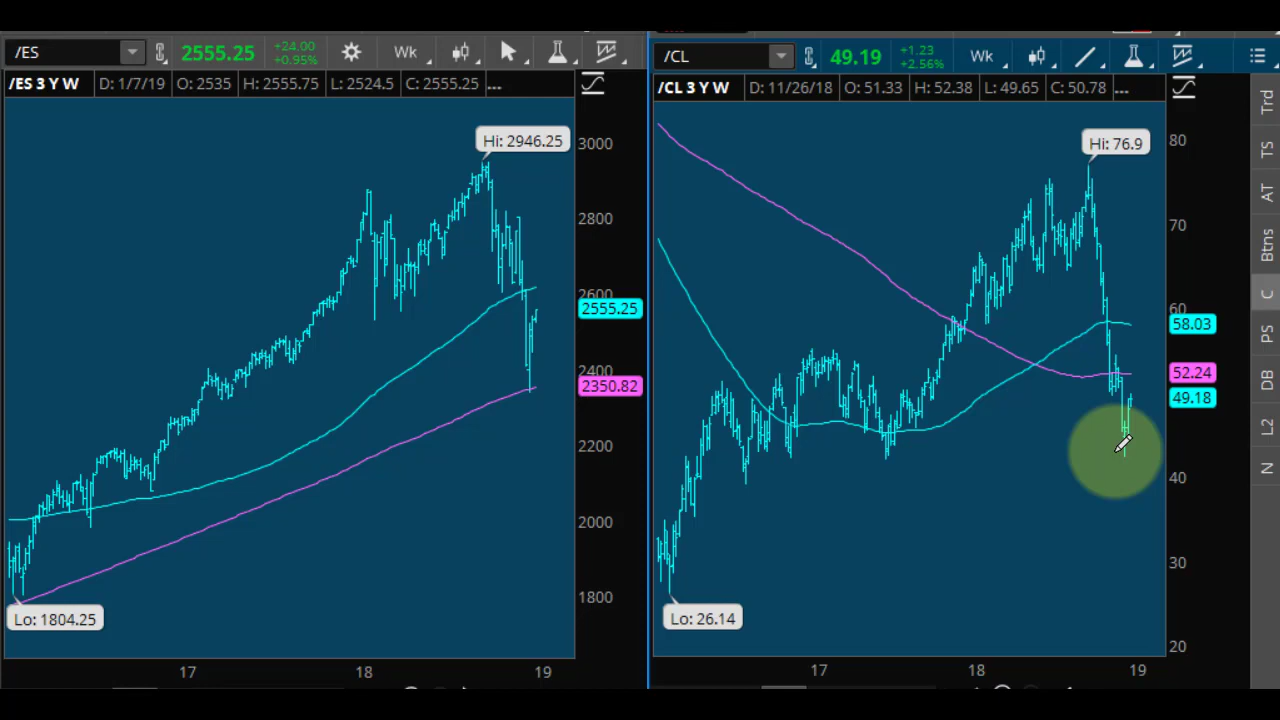 /ES 2555.25 +24.00 +0.95% Wk
/ES 3 Y W D: 1/7/19 O: 2535 H: 2555.75 L: 2524.5 C: 2555.25 ...
Hi: 2946.25
3000
2800
2600
2555.25
2400
2350.82
2200
2000
1800
Lo: 1804.25
17 18 19
/CL 49.19 +1.23 +2.56% Wk
/CL 3 Y W D: 11/26/18 O: 51.33 H: 52.38 L: 49.65 C: 50.78 ...
Hi: 76.9
80
70
60
58.03
52.24
49.18
40
30
20
Lo: 26.14
17 18 19
Trd
TS
AT
Btns
C
PS
DB
L2
N